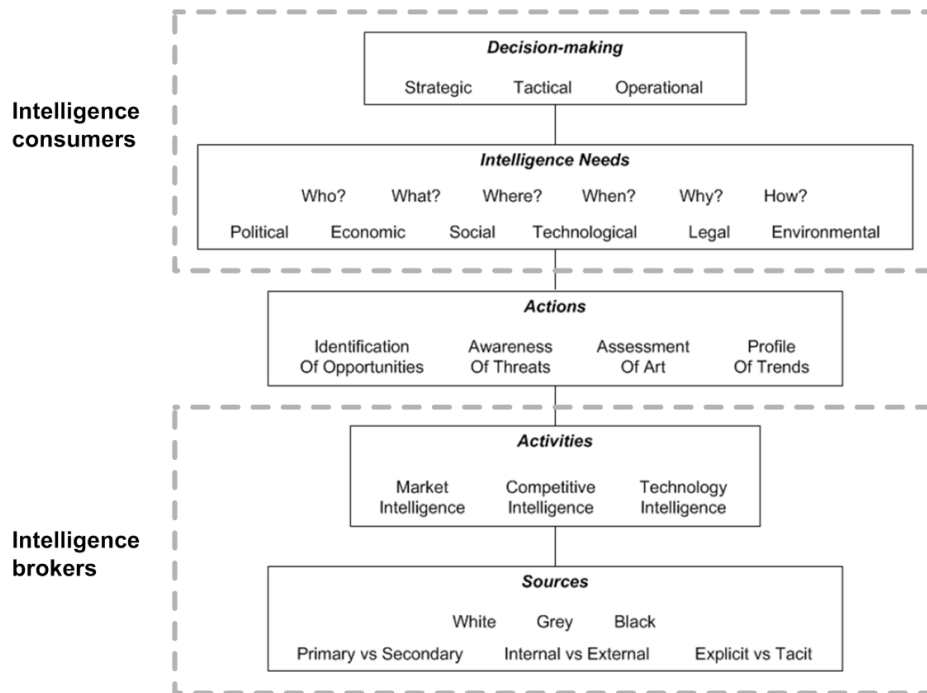 Decision-making
Strategic Tactical Operational
Intelligence
consumers
Intelligence Needs
Who? What? Where? When? Why? How?
Political Economic Social Technological Legal Environmental
Actions
Identification Of Opportunities
Awareness Of Threats
Assessment Of Art
Profile Of Trends
Activities
Market Intelligence
Competitive Intelligence
Technology Intelligence
Intelligence
brokers
Sources
White Grey Black
Primary vs Secondary Internal vs External Explicit vs Tacit